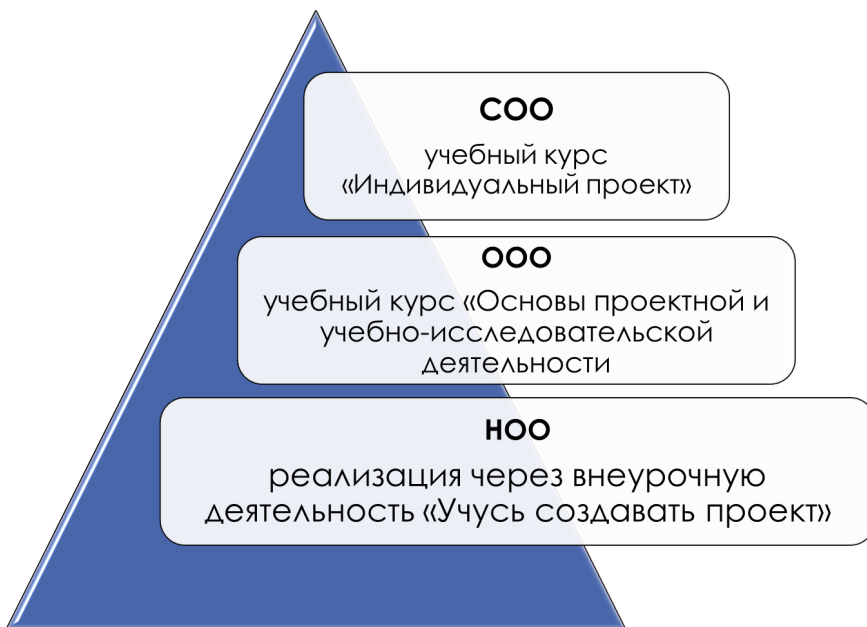 СОО
учебный курс
«Индивидуальный проект»
ООО
учебный курс «Основы проектной и
учебно-исследовательской
деятельности
НОО
реализация через внеурочную
деятельность «Учусь создавать проект»